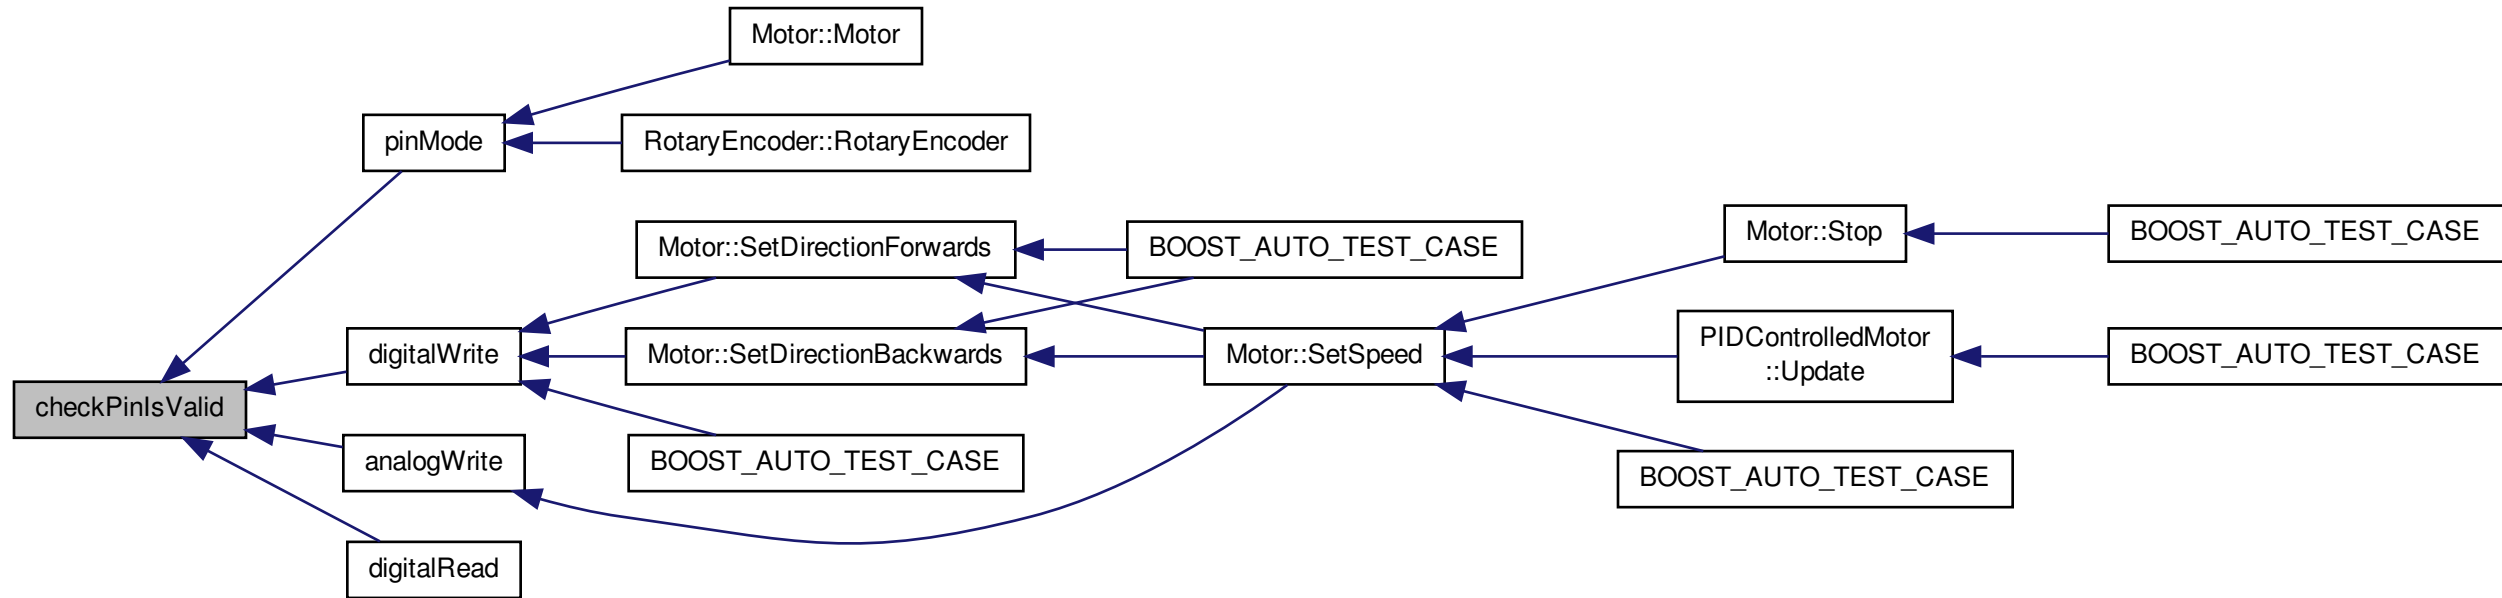 Motor::Motor
pinMode
RotaryEncoder::RotaryEncoder
Motor::SetDirectionForwards
BOOST_AUTO_TEST_CASE
Motor::Stop
BOOST_AUTO_TEST_CASE
digitalWrite
Motor::SetDirectionBackwards
Motor::SetSpeed
PIDControlledMotor
::Update
BOOST_AUTO_TEST_CASE
checkPinIsValid
analogWrite
BOOST_AUTO_TEST_CASE
BOOST_AUTO_TEST_CASE
digitalRead